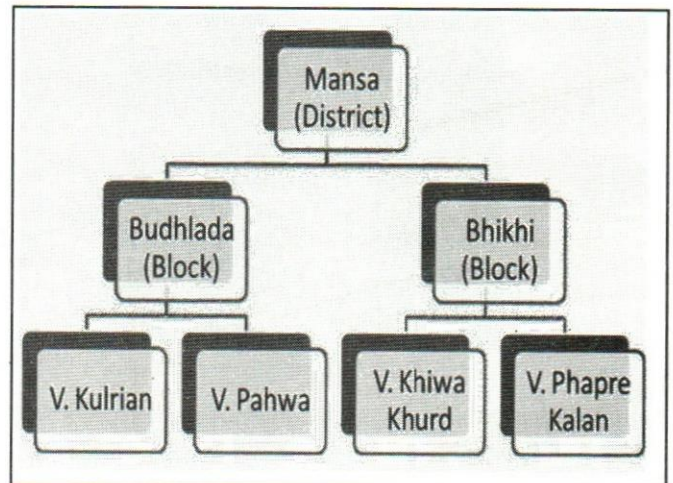 Mansa
(District)
Budhlada
(Block)
Bhikhi
(Block)
V. Kulrian
V. Pahwa
V. Khiwa
Khurd
V. Phapre
Kalan